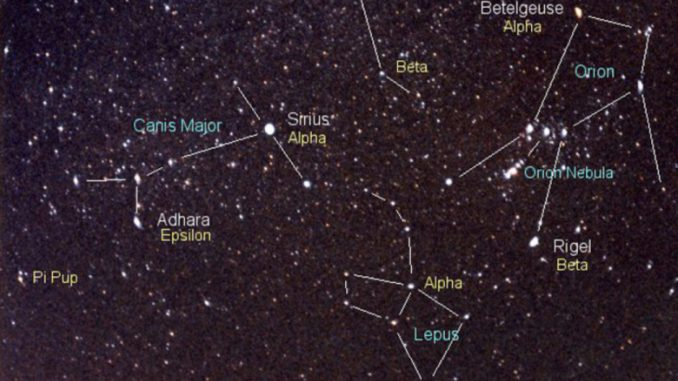 Betelgeuse
Alpha
Beta
Orion
Canis Major
Sirius
Alpha
Orion Nebula
Adhara
Epsilon
Rigel
Beta
Pi Pup
Alpha
Lepus